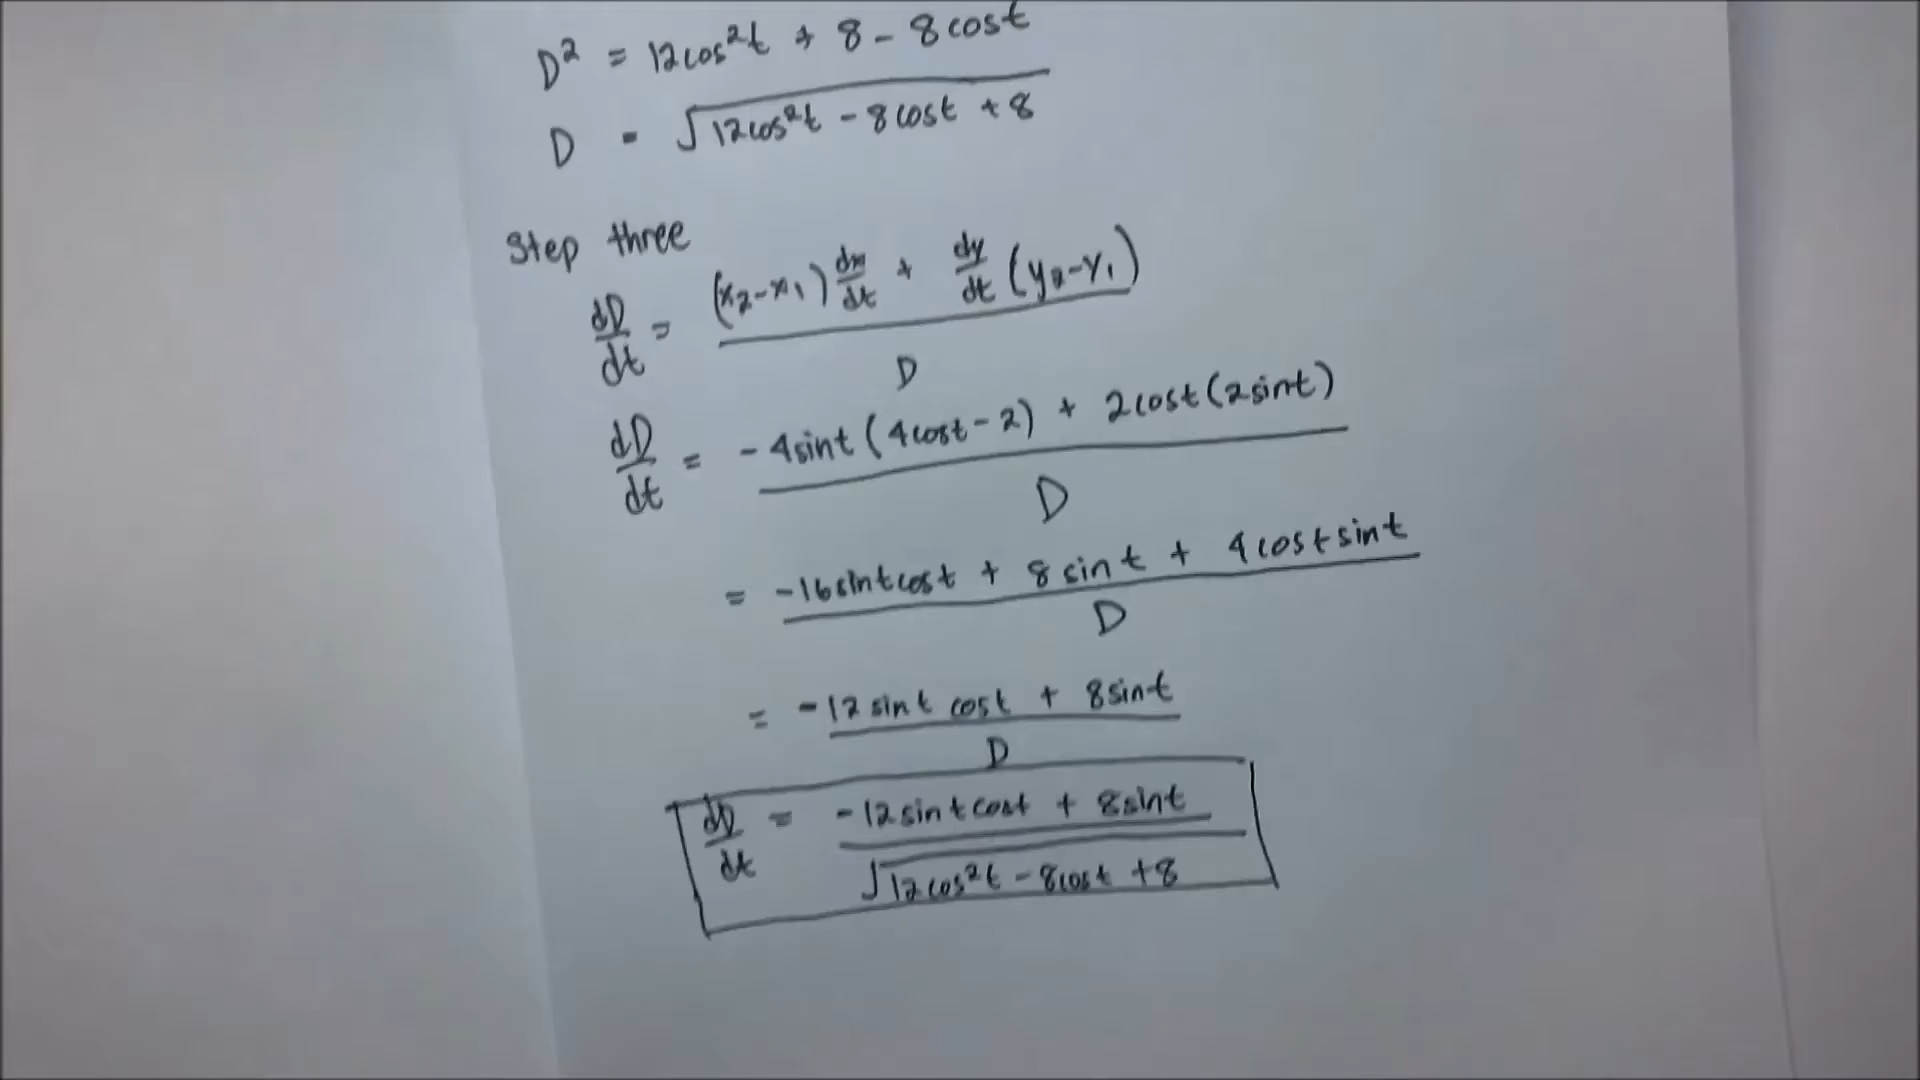 D² = 12cos²t + 8 - 8cost
D = √12cos²t - 8cost + 8
Step three
dD/dt = (x₂-x₁)dx/dt + dy/dt(y₂-y₁) / D
dD/dt = -4sint(4cost-2) + 2cost(2sint) / D
= -16sintcost + 8sint + 4costsint / D
= -12sint cost + 8sint / D
dD/dt = -12sintcost + 8sint / √12cos²t - 8cost + 8